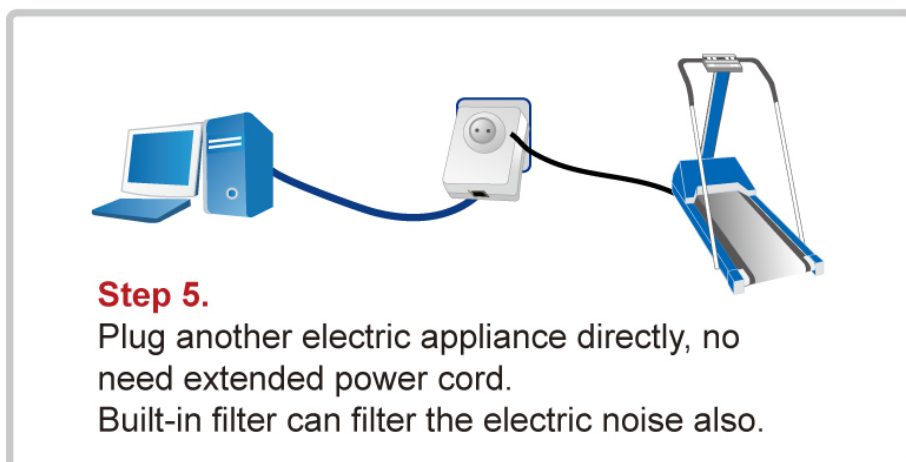 Step 5.
Plug another electric appliance directly, no
need extended power cord.
Built-in filter can filter the electric noise also.